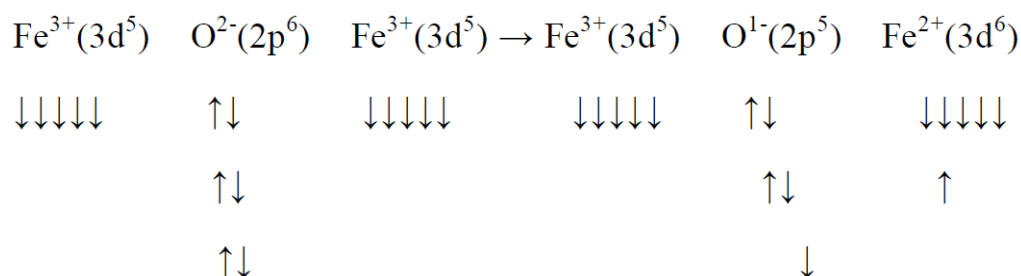 Fe³⁺(3d⁵) O²⁻(2p⁶) Fe³⁺(3d⁵) → Fe³⁺(3d⁵) O¹⁻(2p⁵) Fe²⁺(3d⁶)
↓↓↓↓↓ ↑↓ ↓↓↓↓↓ ↓↓↓↓↓ ↑↓ ↓↓↓↓↓
↑↓ ↑↓ ↑
↑↓ ↓